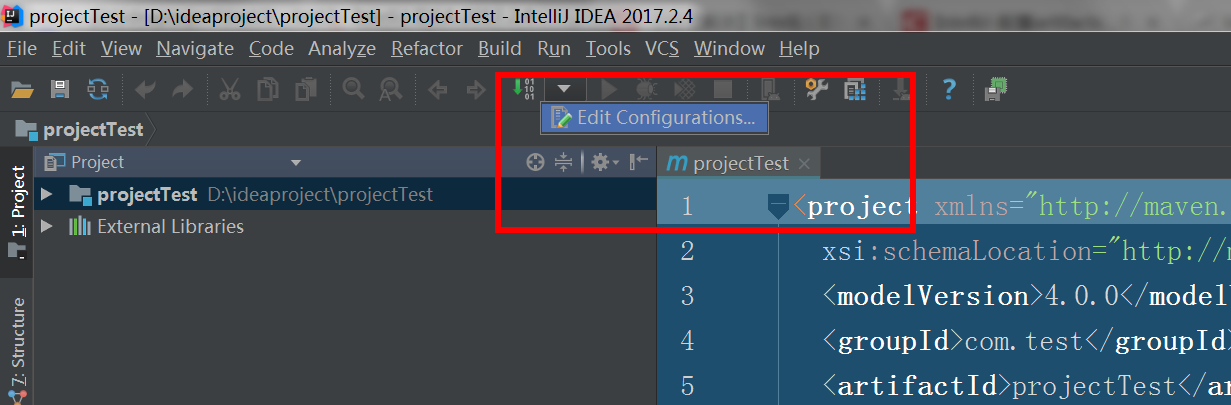 projectTest - [D:\ideaproject\projectTest] - projectTest - IntelliJ IDEA 2017.2.4
File Edit View Navigate Code Analyze Refactor Build Run Tools VCS Window Help
Edit Configurations...
projectTest
Project
m projectTest
projectTest D:\ideaproject\projectTest
External Libraries
1: Project
7: Structure
1 <project xmlns="http://maven.
2 xsi:schemaLocation="http://
3 <modelVersion>4.0.0</model
4 <groupId>com.test</groupId>
5 <artifactId>projectTest</ar